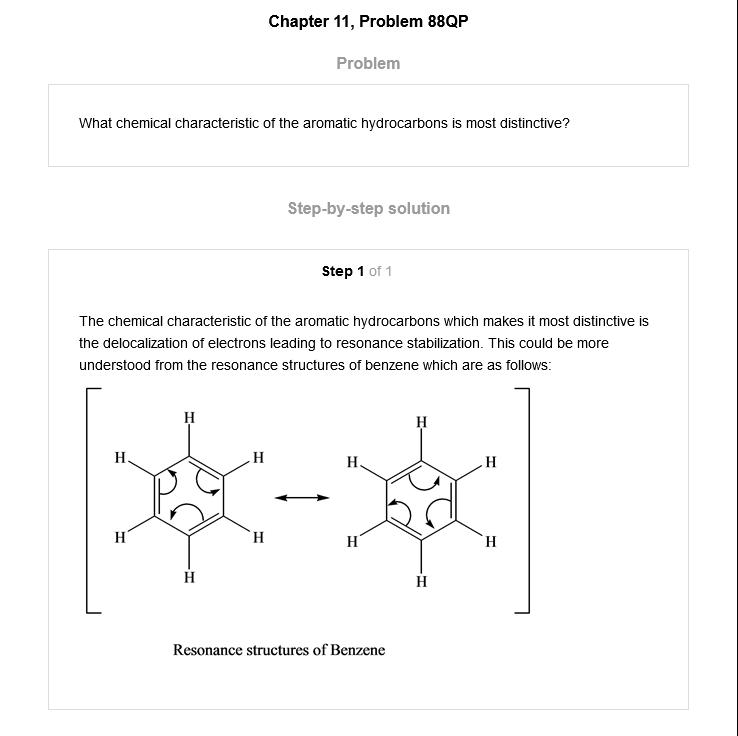 Chapter 11, Problem 88QP
Problem
What chemical characteristic of the aromatic hydrocarbons is most distinctive?
Step-by-step solution
Step 1 of 1
The chemical characteristic of the aromatic hydrocarbons which makes it most distinctive is
the delocalization of electrons leading to resonance stabilization. This could be more
understood from the resonance structures of benzene which are as follows:
H
H
H
H
H
H
H
H
H
H
H
H
Resonance structures of Benzene